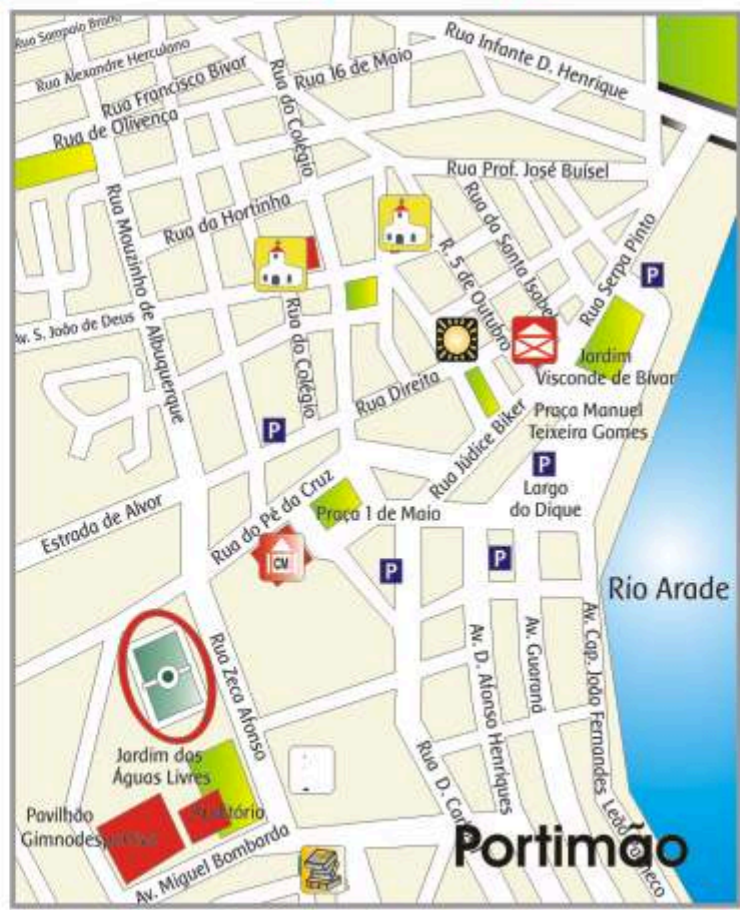 Rua Sampaio Bruno
Rua Alexandre Herculano
Rua Francisco Bivar
Rua de Olivença
Rua do Colégio
Rua 16 de Maio
Rua Infante D. Henrique
Rua Prof. José Buísel
Rua da Hortinha
Rua Mouzinho de Albuquerque
Rua da Santa Isabel
R. 5 de Outubro
Rua Serpa Pinto
P
Av. S. João de Deus
Rua do Colégio
Jardim
Visconde de Bívar
Rua Direita
Praça Manuel
Teixeira Gomes
Rua Júdice Biker
P
P
Largo
do Dique
Estrada de Alvor
Rua do Pé da Cruz
Praça 1 de Maio
CM
P
P
Rio Arade
Rua Zeca Afonso
Av. D. Afonso Henriques
Av. Guarané
Av. Cap. João Fernandes Leão Pacheco
Jardim das
Águas Livres
Rua D.
Pavilhão
Auditório
Av. Miguel Bombarda
Portimão